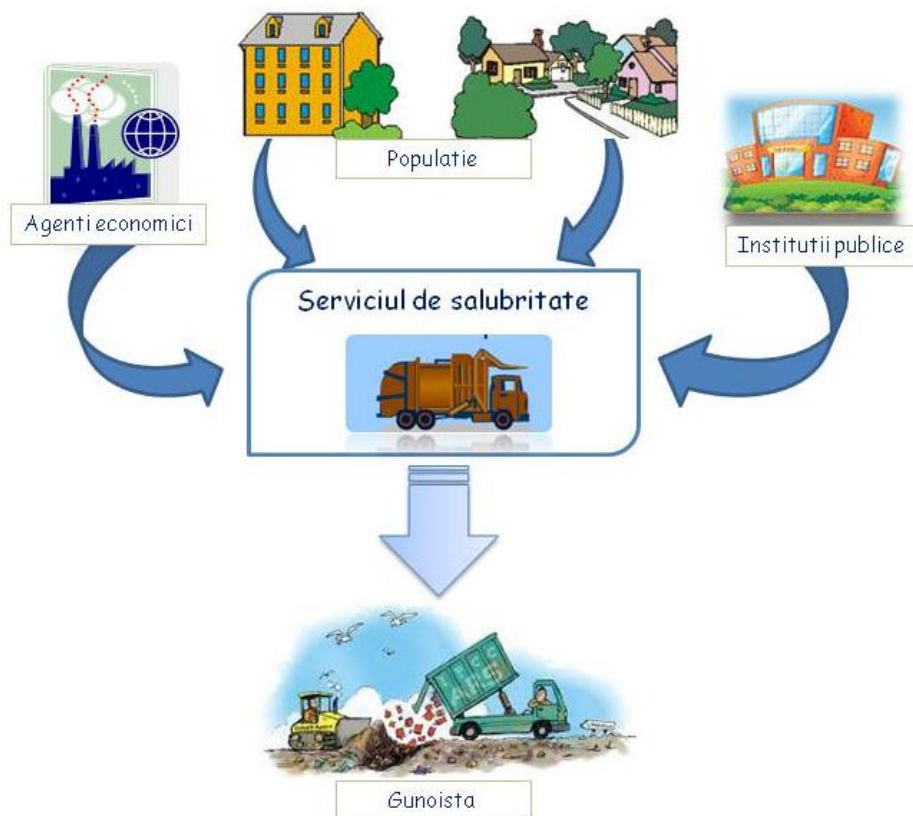 Populatie
Agenti economici
Institutii publice
Serviciul de salubritate
Gunoista